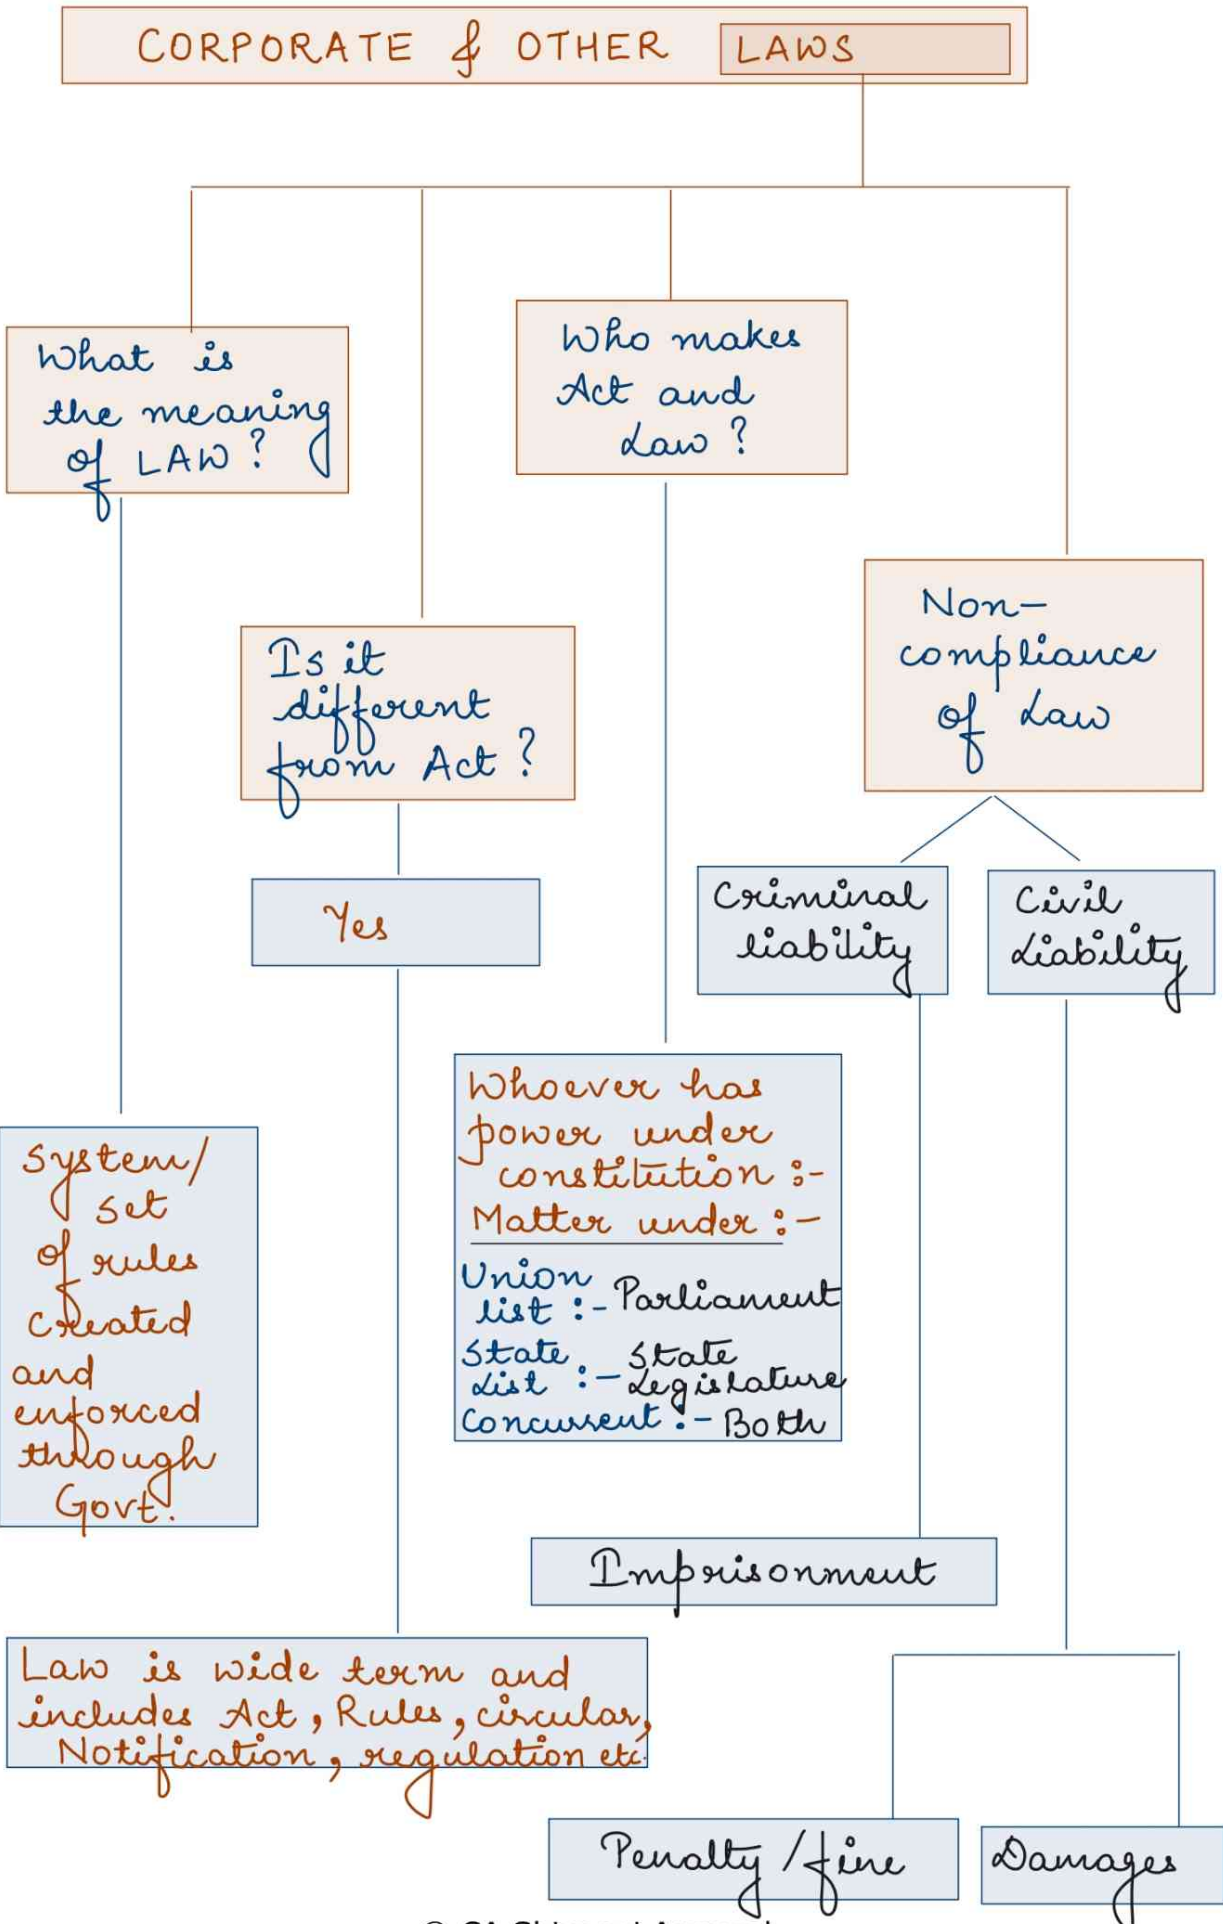 CORPORATE & OTHER LAWS
What is
the meaning
of LAW?
Who makes
Act and
Law?
Is it
different
from Act?
Non-
compliance
of Law
Yes
Criminal
liability
Civil
Liability
System/
set
of rules
created
and
enforced
through
Govt.
Whoever has
power under
constitution :-
Matter under :-
Union
list :- Parliament
State
List :- State
Legislature
Concurrent :- Both
Imprisonment
Law is wide term and
includes Act, Rules, circular,
Notification, regulation etc.
Penalty / fine
Damages